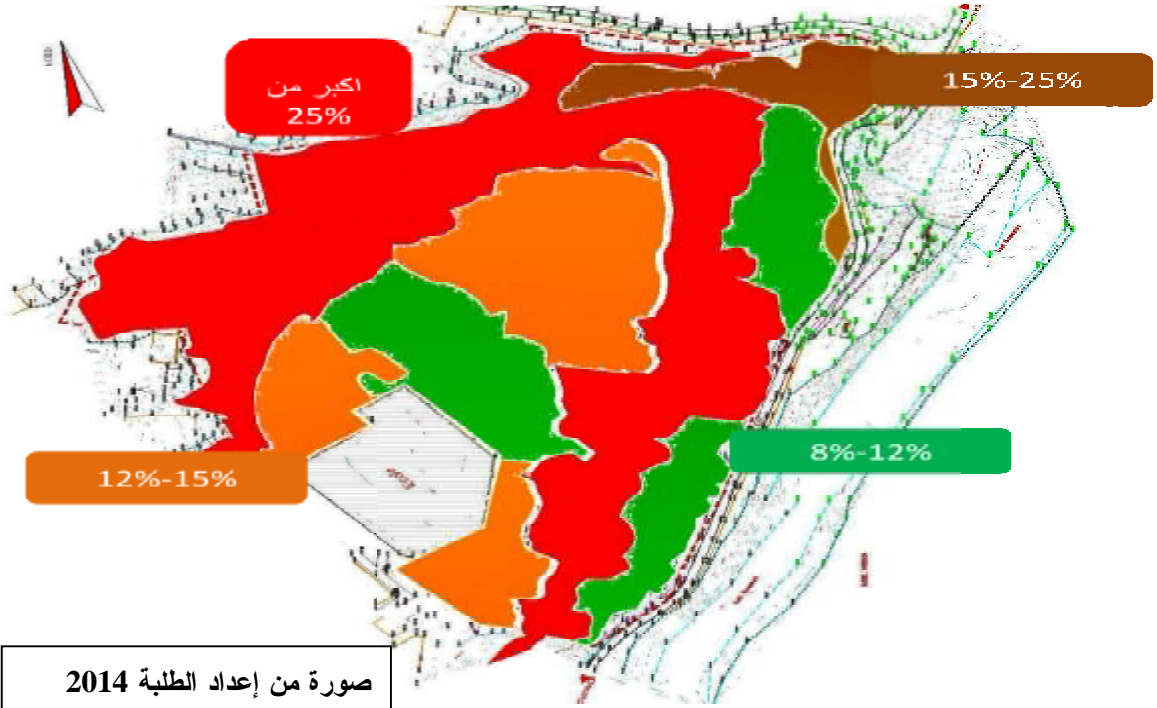 اكبر من
25%
15%-25%
8%-12%
12%-15%
صورة من إعداد الطلبة 2014